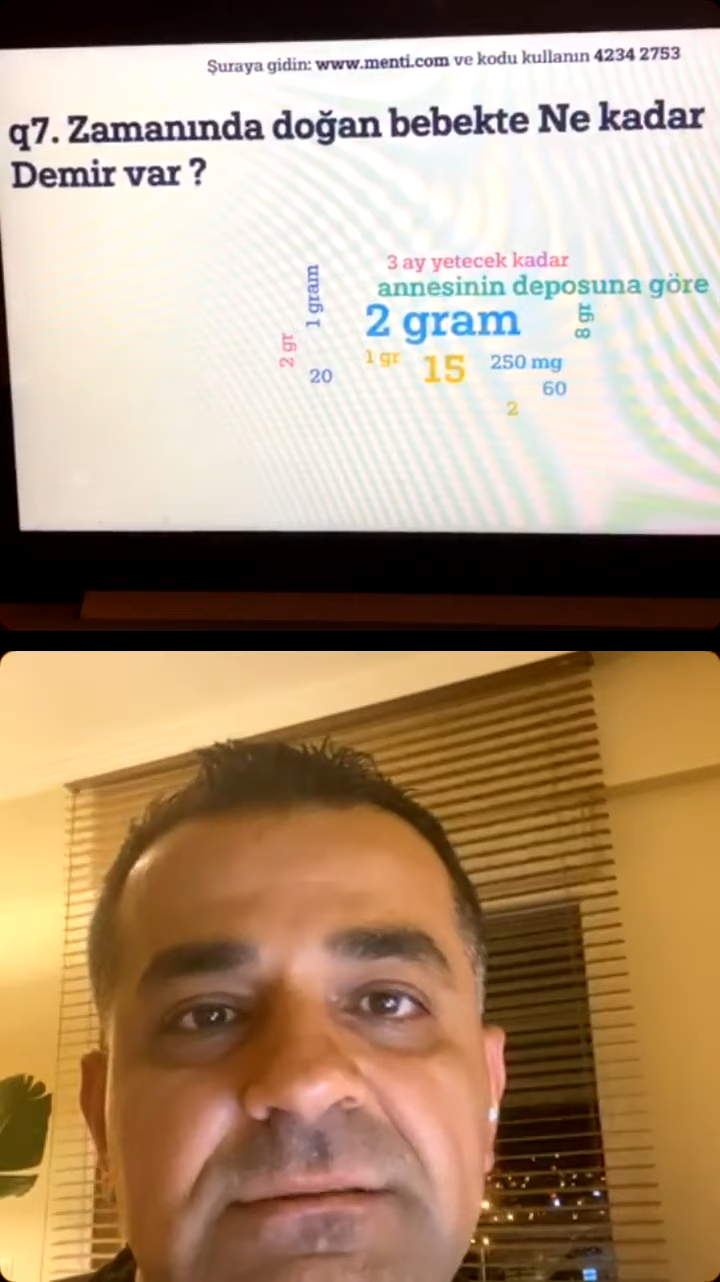 Şuraya gidin: www.menti.com ve kodu kullanın 4234 2753
q7. Zamanında doğan bebekte Ne kadar
Demir var ?
3 ay yetecek kadar
annesinin deposuna göre
1 gram
2 gram
8 gr
2 gr
1 gr
15
250 mg
20
60
2